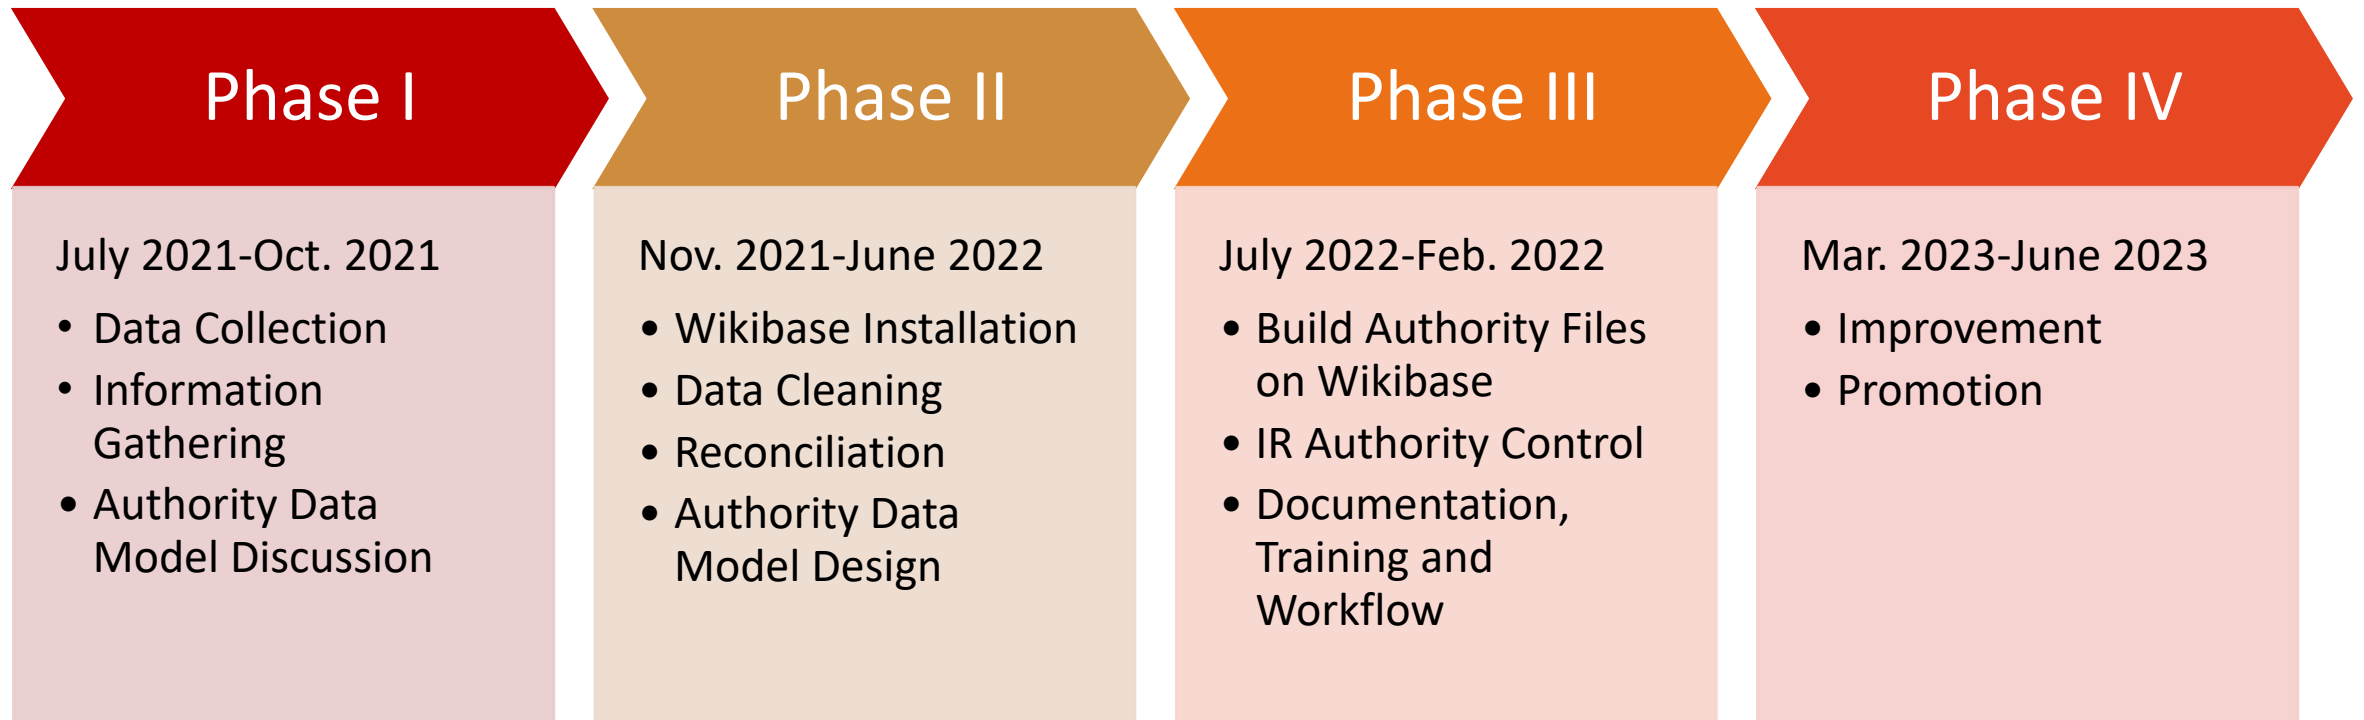 Phase I
July 2021-Oct. 2021
• Data Collection
• Information
Gathering
• Authority Data
Model Discussion
Phase II
Nov. 2021-June 2022
• Wikibase Installation
• Data Cleaning
• Reconciliation
• Authority Data
Model Design
Phase III
July 2022-Feb. 2022
• Build Authority Files
on Wikibase
• IR Authority Control
• Documentation,
Training and
Workflow
Phase IV
Mar. 2023-June 2023
• Improvement
• Promotion